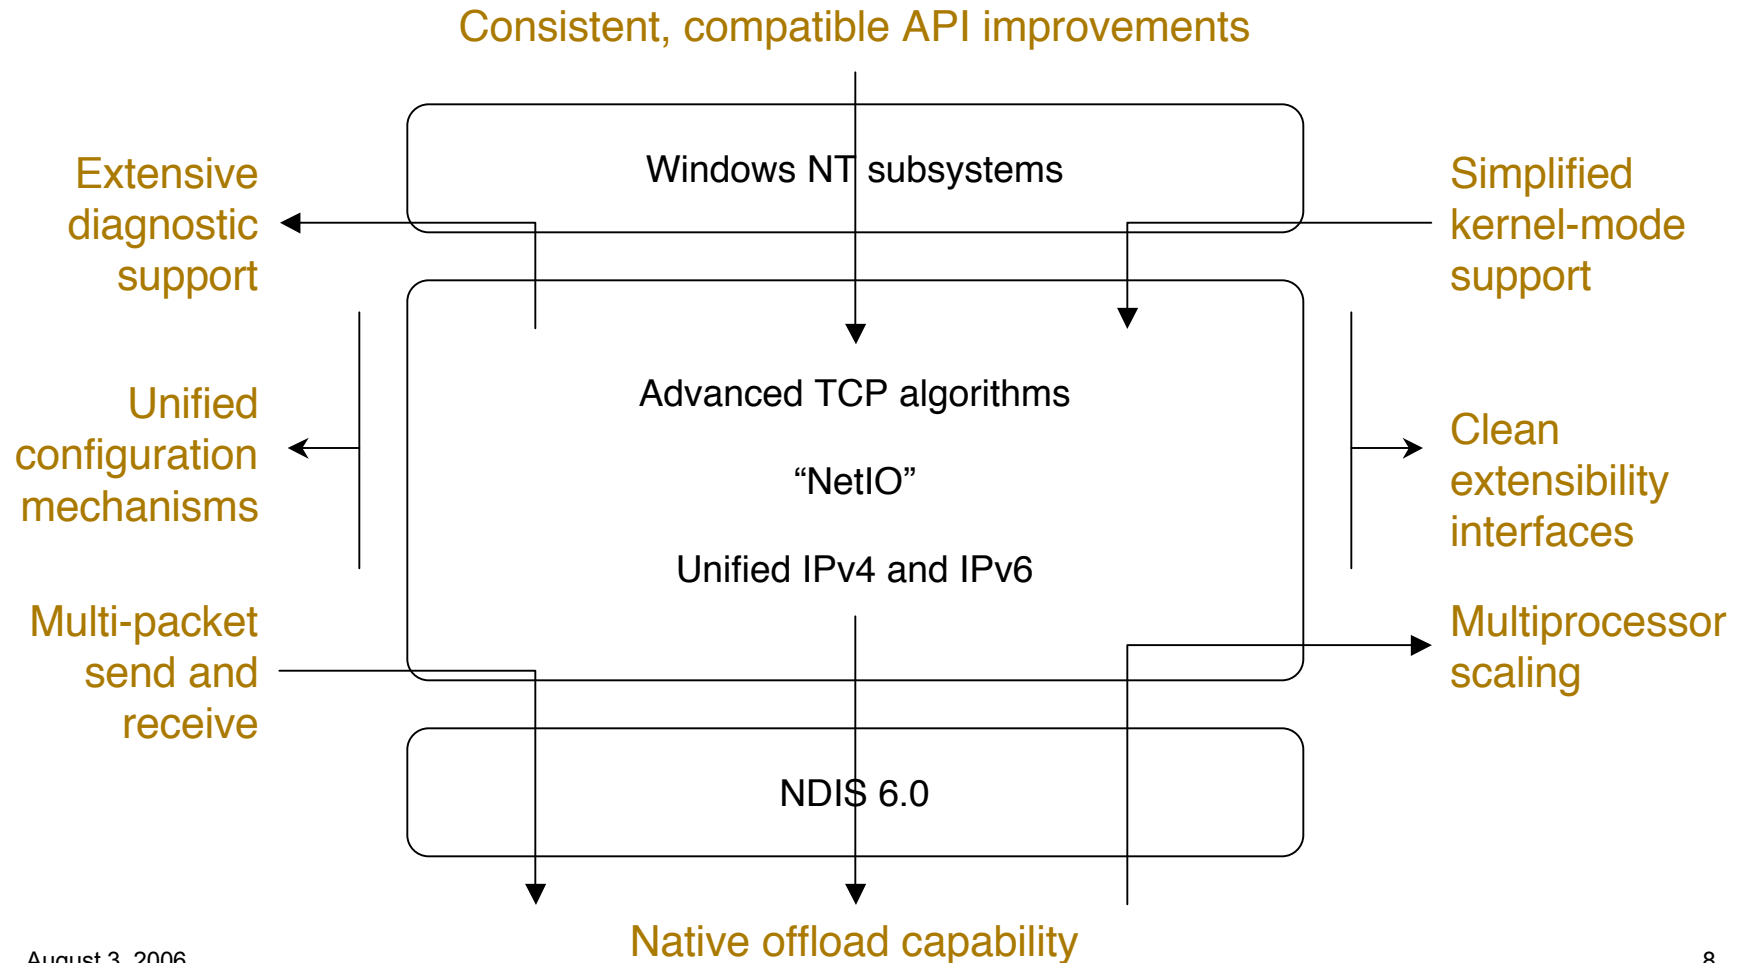 Consistent, compatible API improvements
Windows NT subsystems
Extensive
diagnostic
support
Simplified
kernel-mode
support
Unified
configuration
mechanisms
Advanced TCP algorithms
“NetIO”
Unified IPv4 and IPv6
Clean
extensibility
interfaces
Multi-packet
send and
receive
Multiprocessor
scaling
NDIS 6.0
Native offload capability
August 3, 2006
8